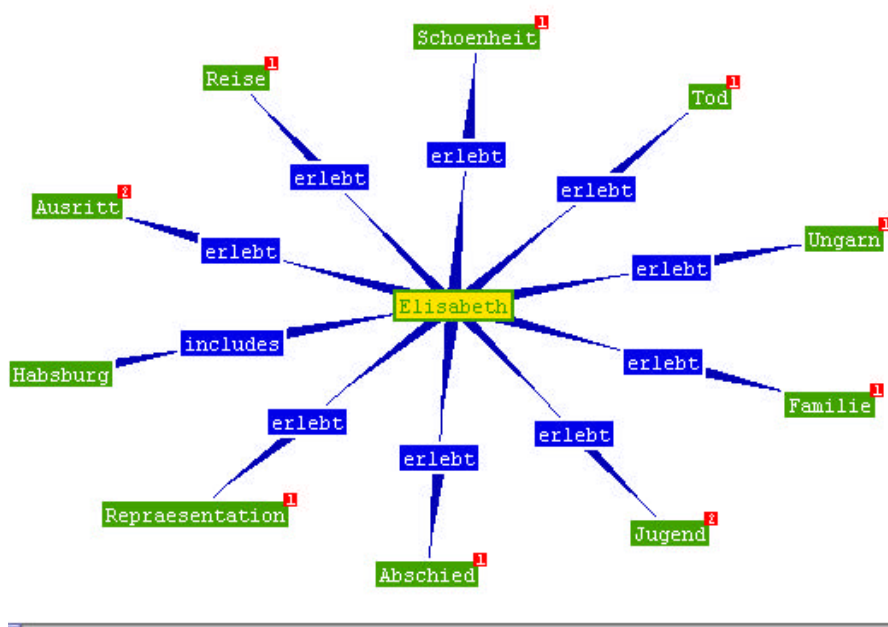 Schoenheit 1
Reise 1
Tod 1
erlebt
erlebt
erlebt
Ausritt 2
Ungarn 1
erlebt
erlebt
Elisabeth
includes
Habsburg
erlebt
Familie 1
erlebt
erlebt
erlebt
Repraesentation 1
Jugend 2
Abschied 1